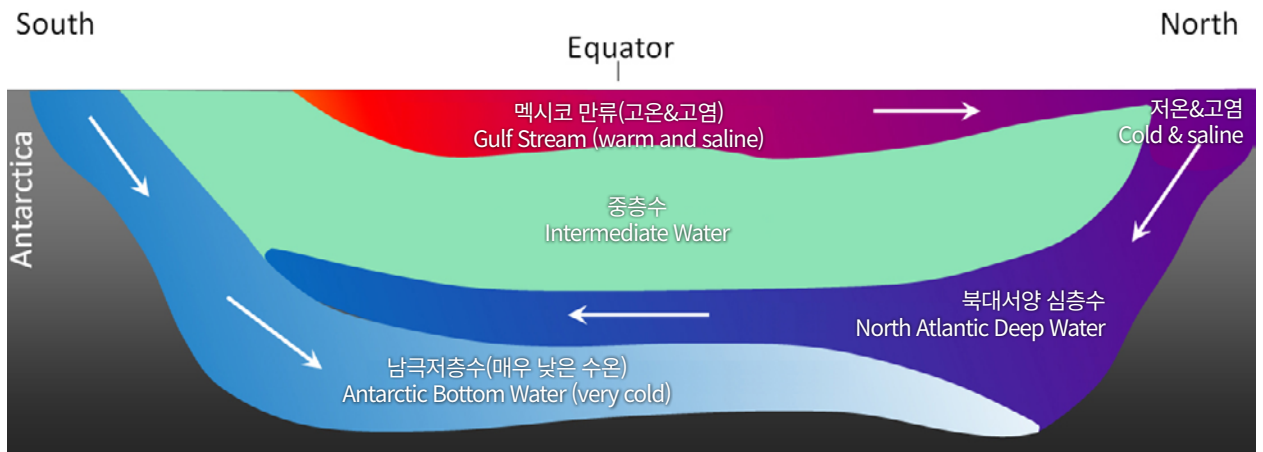 South
North
Equator
멕시코 만류(고온&고염)
Gulf Stream (warm and saline)
저온&고염
Cold & saline
Antarctica
중층수
Intermediate Water
북대서양 심층수
North Atlantic Deep Water
남극저층수(매우 낮은 수온)
Antarctic Bottom Water (very cold)